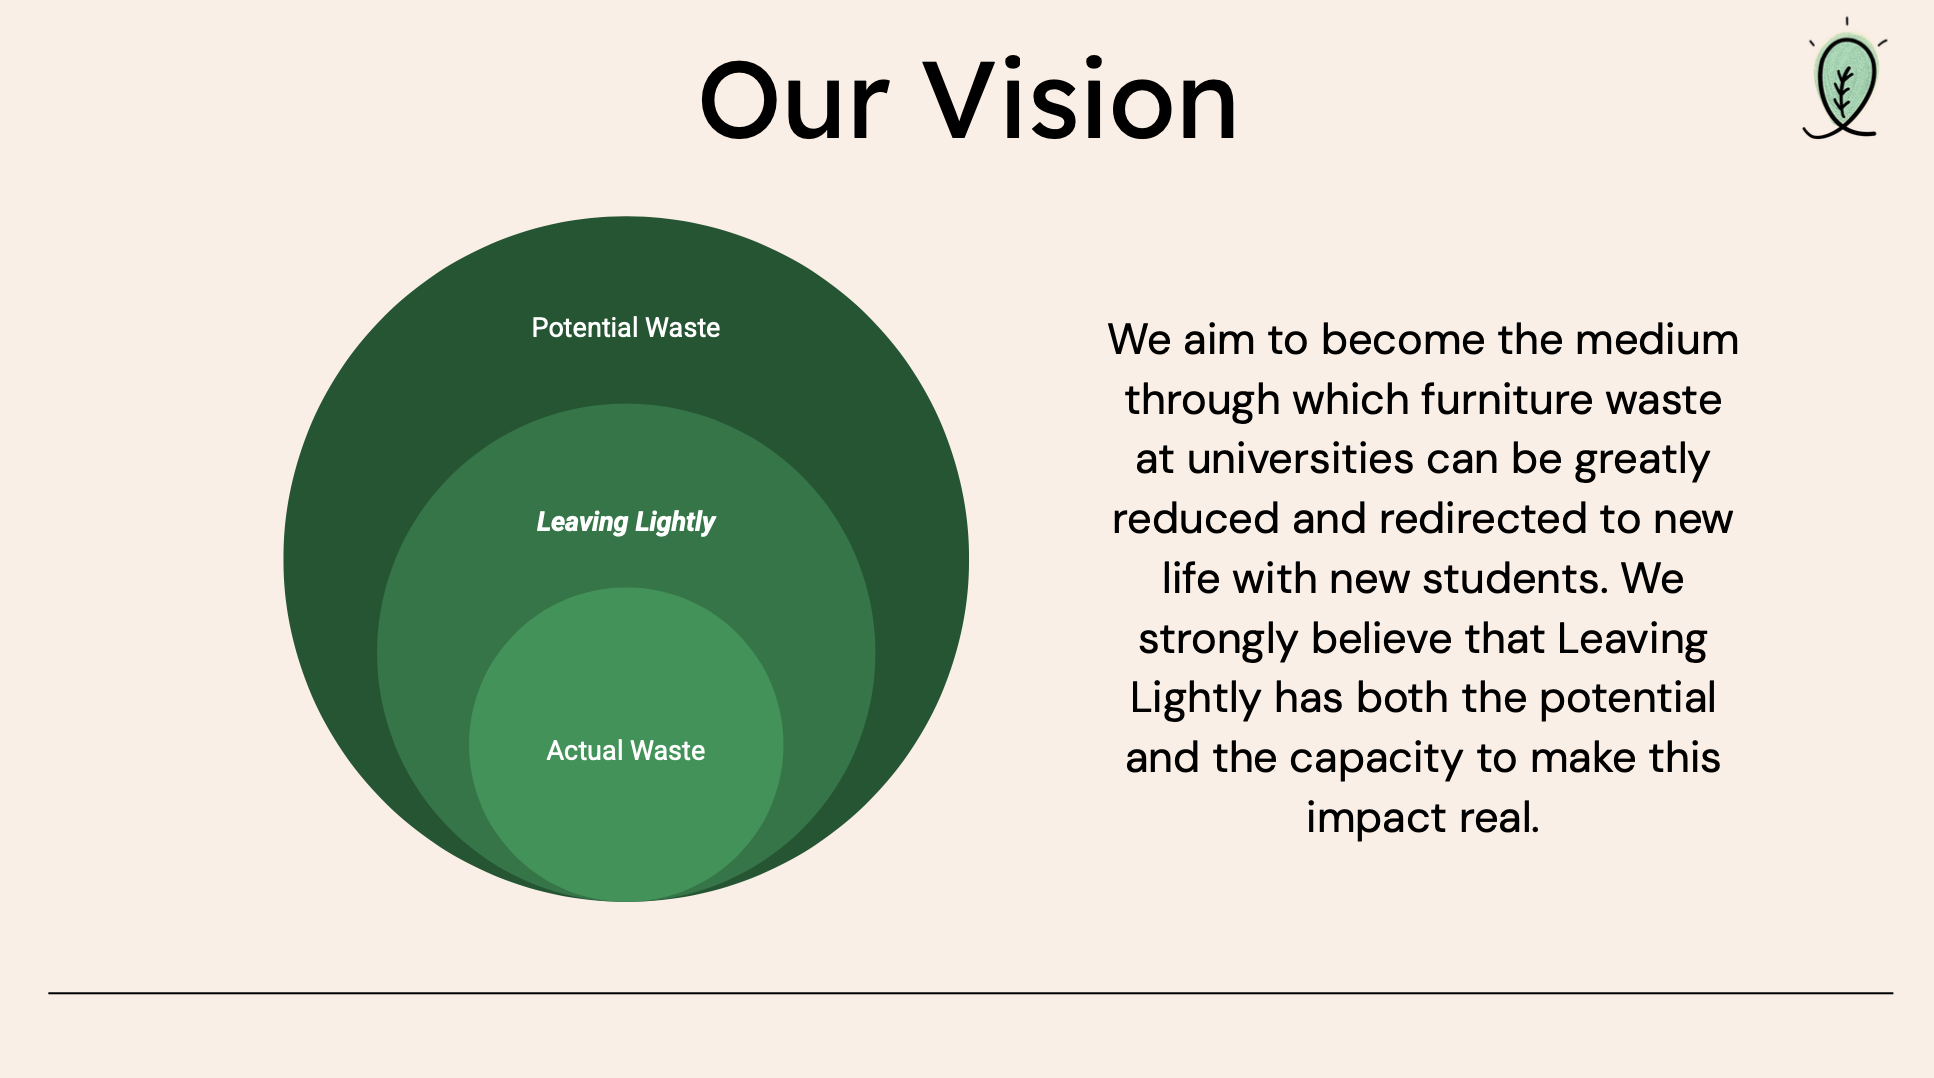 Our Vision
Potential Waste
Leaving Lightly
Actual Waste
We aim to become the medium
through which furniture waste
at universities can be greatly
reduced and redirected to new
life with new students. We
strongly believe that Leaving
Lightly has both the potential
and the capacity to make this
impact real.